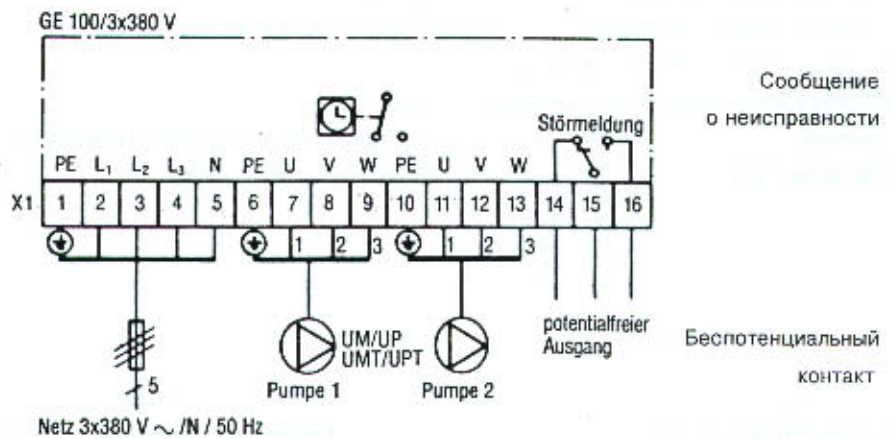 GE 100/3x380 V
Сообщение
о неисправности
Störmeldung
PE L₁ L₂ L₃ N PE U V W PE U V W
X1 1 2 3 4 5 6 7 8 9 10 11 12 13 14 15 16
1 2 3 1 2 3
UM/UP
UMT/UPT
Pumpe 1
Pumpe 2
potentialfreier
Ausgang
Беспотенциальный
контакт
5
Netz 3x380 V ~ /N / 50 Hz